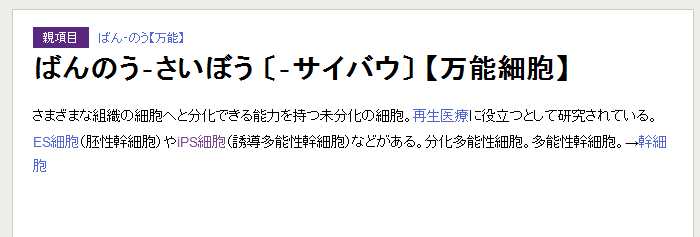 親項目 ばん‐のう【万能】
ばんのう‐さいぼう〔‐サイバウ〕【万能細胞】
さまざまな組織の細胞へと分化できる能力を持つ未分化の細胞。再生医療に役立つとして研究されている。
ES細胞(胚性幹細胞)やiPS細胞(誘導多能性幹細胞)などがある。分化多能性細胞。多能性幹細胞。→幹細
胞